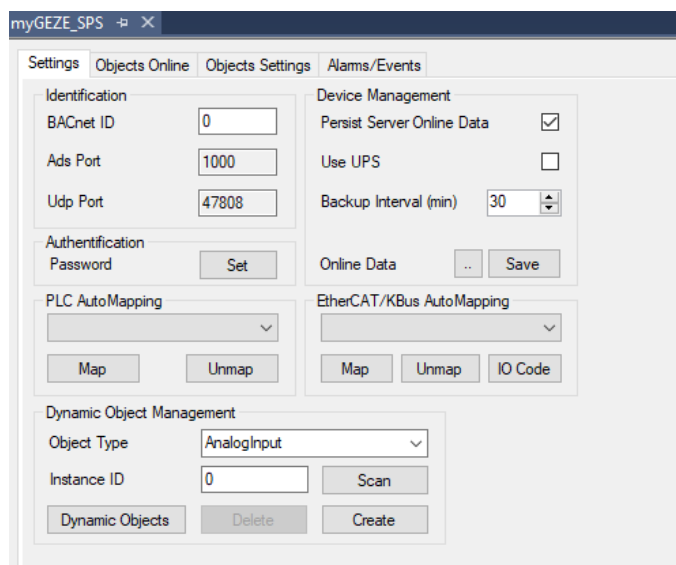 myGEZE_SPS
Settings Objects Online Objects Settings Alarms/Events
Identification
BACnet ID 0
Ads Port 1000
Udp Port 47808
Device Management
Persist Server Online Data
Use UPS
Backup Interval (min) 30
Online Data .. Save
Authentification
Password Set
PLC AutoMapping
Map Unmap
EtherCAT/KBus AutoMapping
Map Unmap IO Code
Dynamic Object Management
Object Type AnalogInput
Instance ID 0 Scan
Dynamic Objects Delete Create